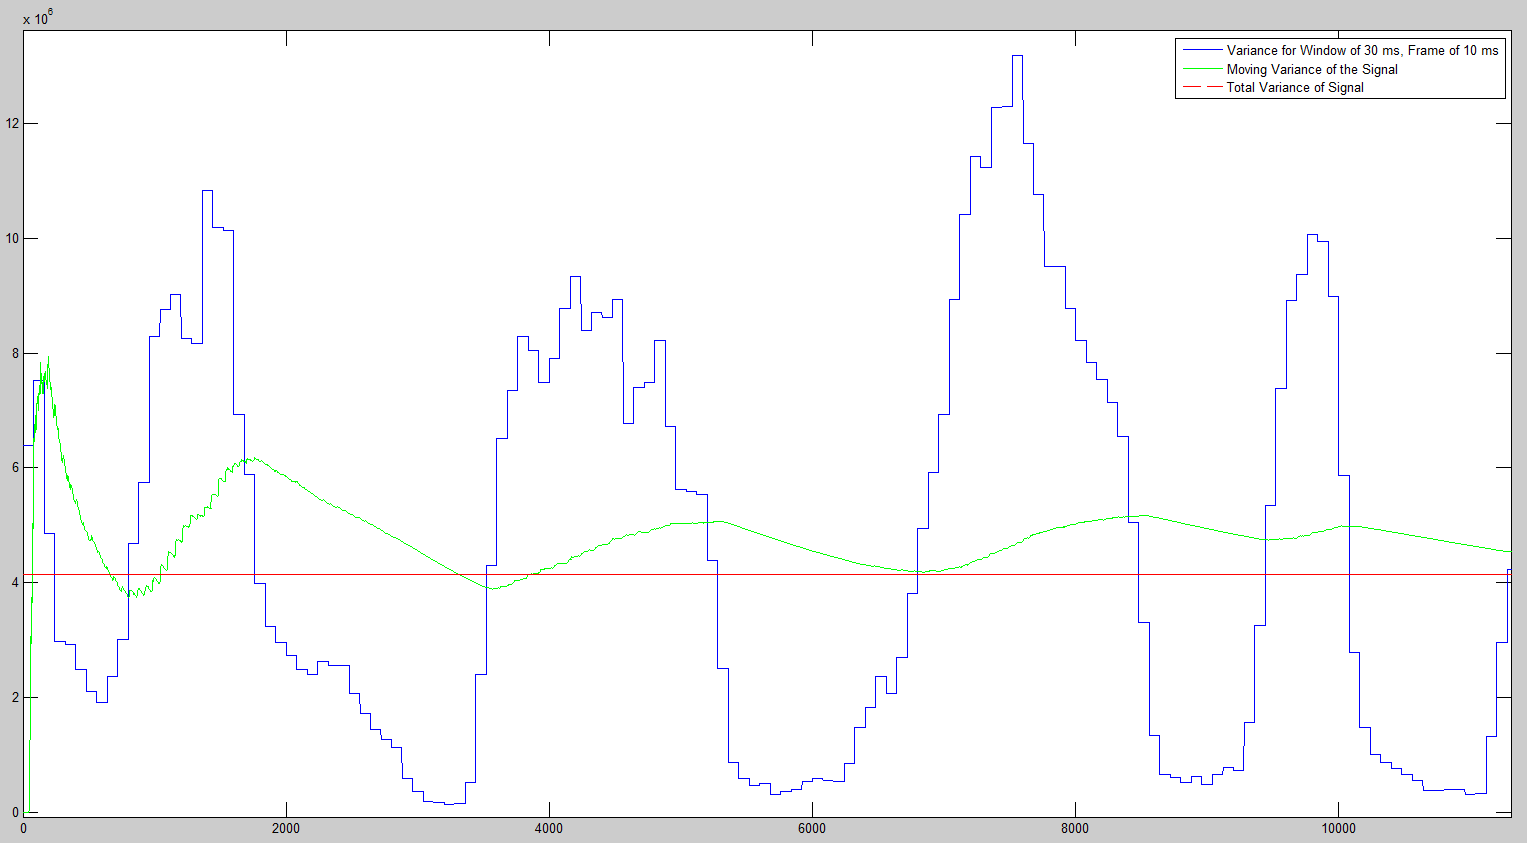 x 10^6
Variance for Window of 30 ms, Frame of 10 ms
Moving Variance of the Signal
Total Variance of Signal
12
10
8
6
4
2
0
0 2000 4000 6000 8000 10000